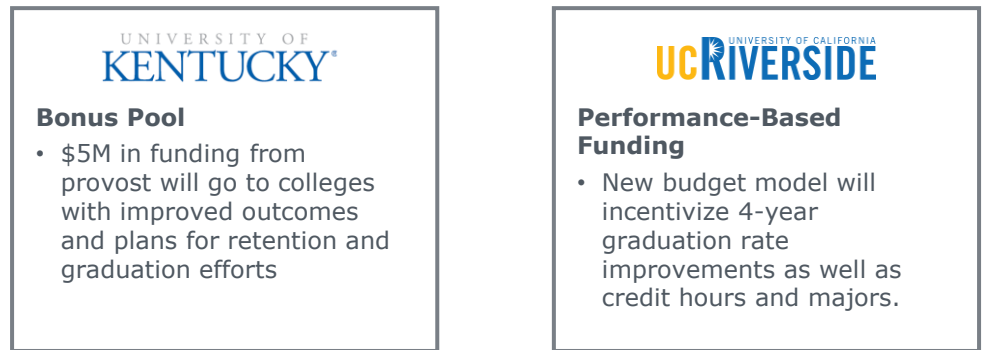 UNIVERSITY OF
KENTUCKY®
Bonus Pool
• $5M in funding from
provost will go to colleges
with improved outcomes
and plans for retention and
graduation efforts
UNIVERSITY OF CALIFORNIA
UCRIVERSIDE
Performance-Based
Funding
• New budget model will
incentivize 4-year
graduation rate
improvements as well as
credit hours and majors.